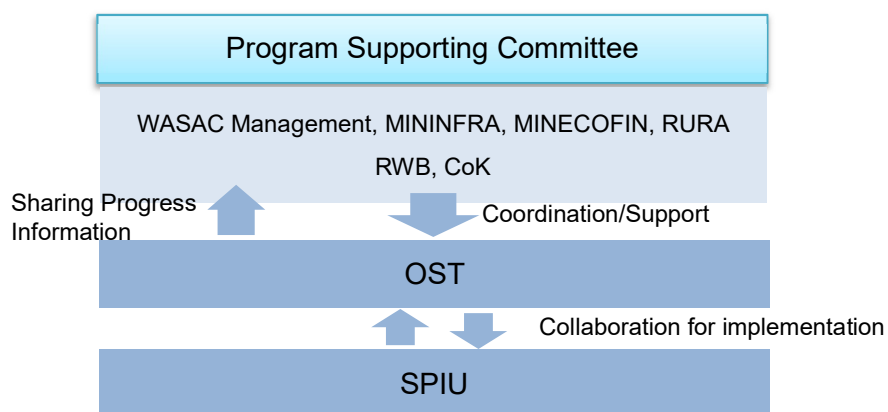 Program Supporting Committee
WASAC Management, MININFRA, MINECOFIN, RURA
RWB, CoK
Sharing Progress
Information
Coordination/Support
OST
Collaboration for implementation
SPIU